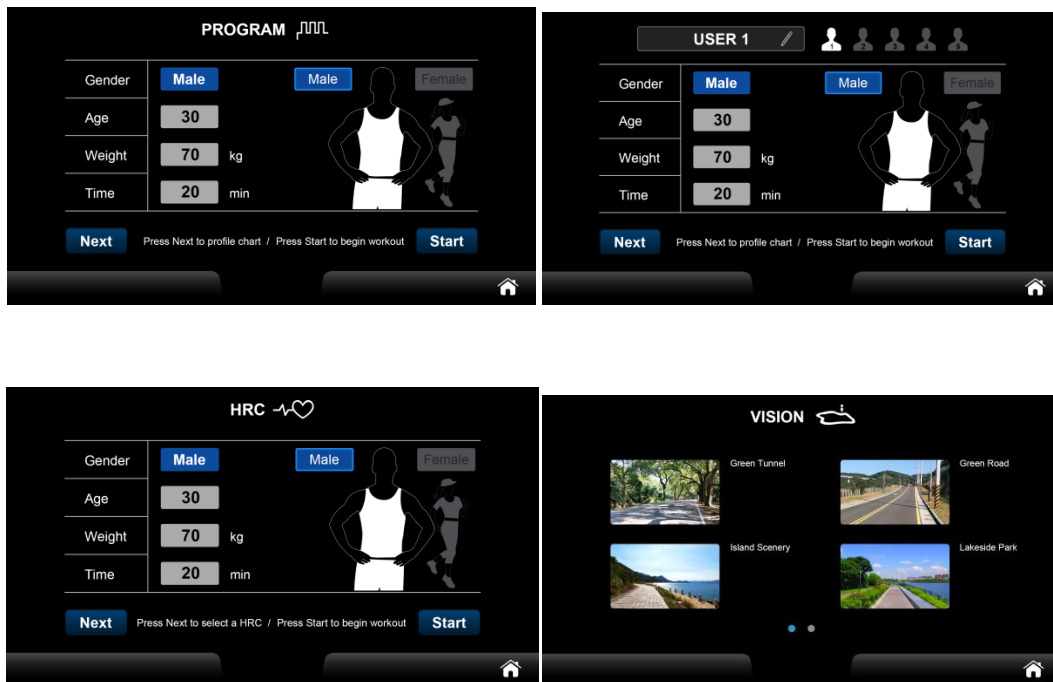 PROGRAM
Gender Male Male Female
Age 30
Weight 70 kg
Time 20 min
Next Press Next to profile chart / Press Start to begin workout Start
USER 1 1 2 3 4 5
Gender Male Male Female
Age 30
Weight 70 kg
Time 20 min
Next Press Next to profile chart / Press Start to begin workout Start
HRC
Gender Male Male Female
Age 30
Weight 70 kg
Time 20 min
Next Press Next to select a HRC / Press Start to begin workout Start
VISION
Green Tunnel Green Road
Island Scenery Lakeside Park